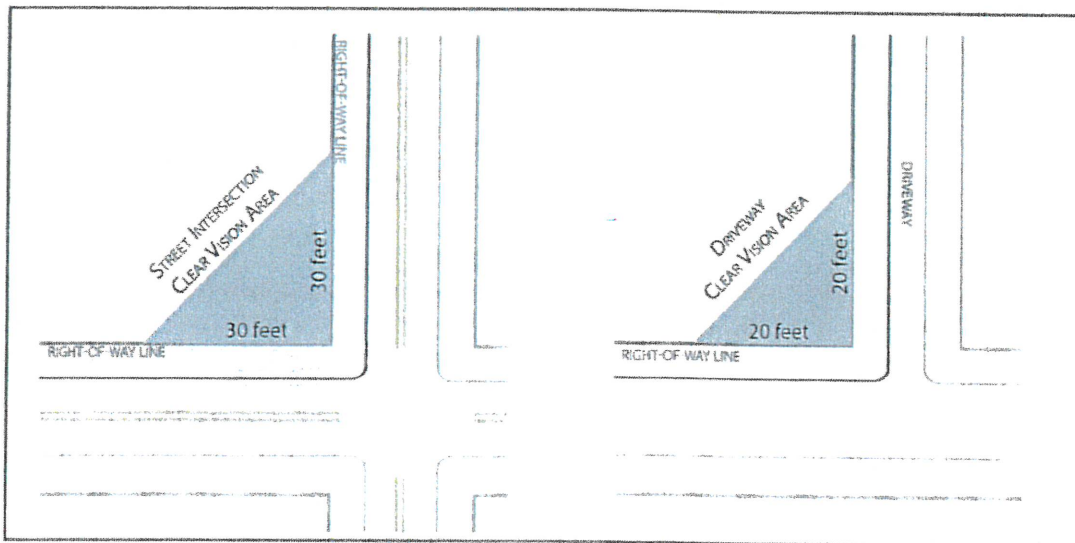 RIGHT-OF-WAY LINE
STREET INTERSECTION
CLEAR VISION AREA
30 feet
30 feet
RIGHT-OF-WAY LINE
DRIVEWAY
DRIVEWAY
CLEAR VISION AREA
20 feet
20 feet
RIGHT-OF-WAY LINE